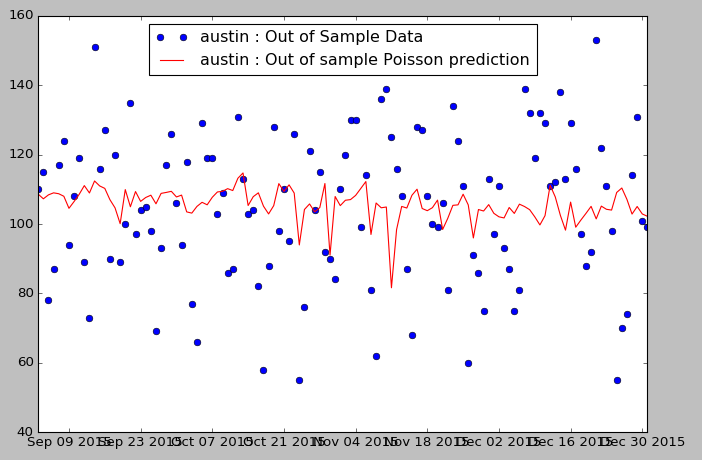 160
austin : Out of Sample Data
austin : Out of sample Poisson prediction
140
120
100
80
60
40
Sep 09 2015 Sep 23 2015 Oct 07 2015 Oct 21 2015 Nov 04 2015 Nov 18 2015 Dec 02 2015 Dec 16 2015 Dec 30 2015